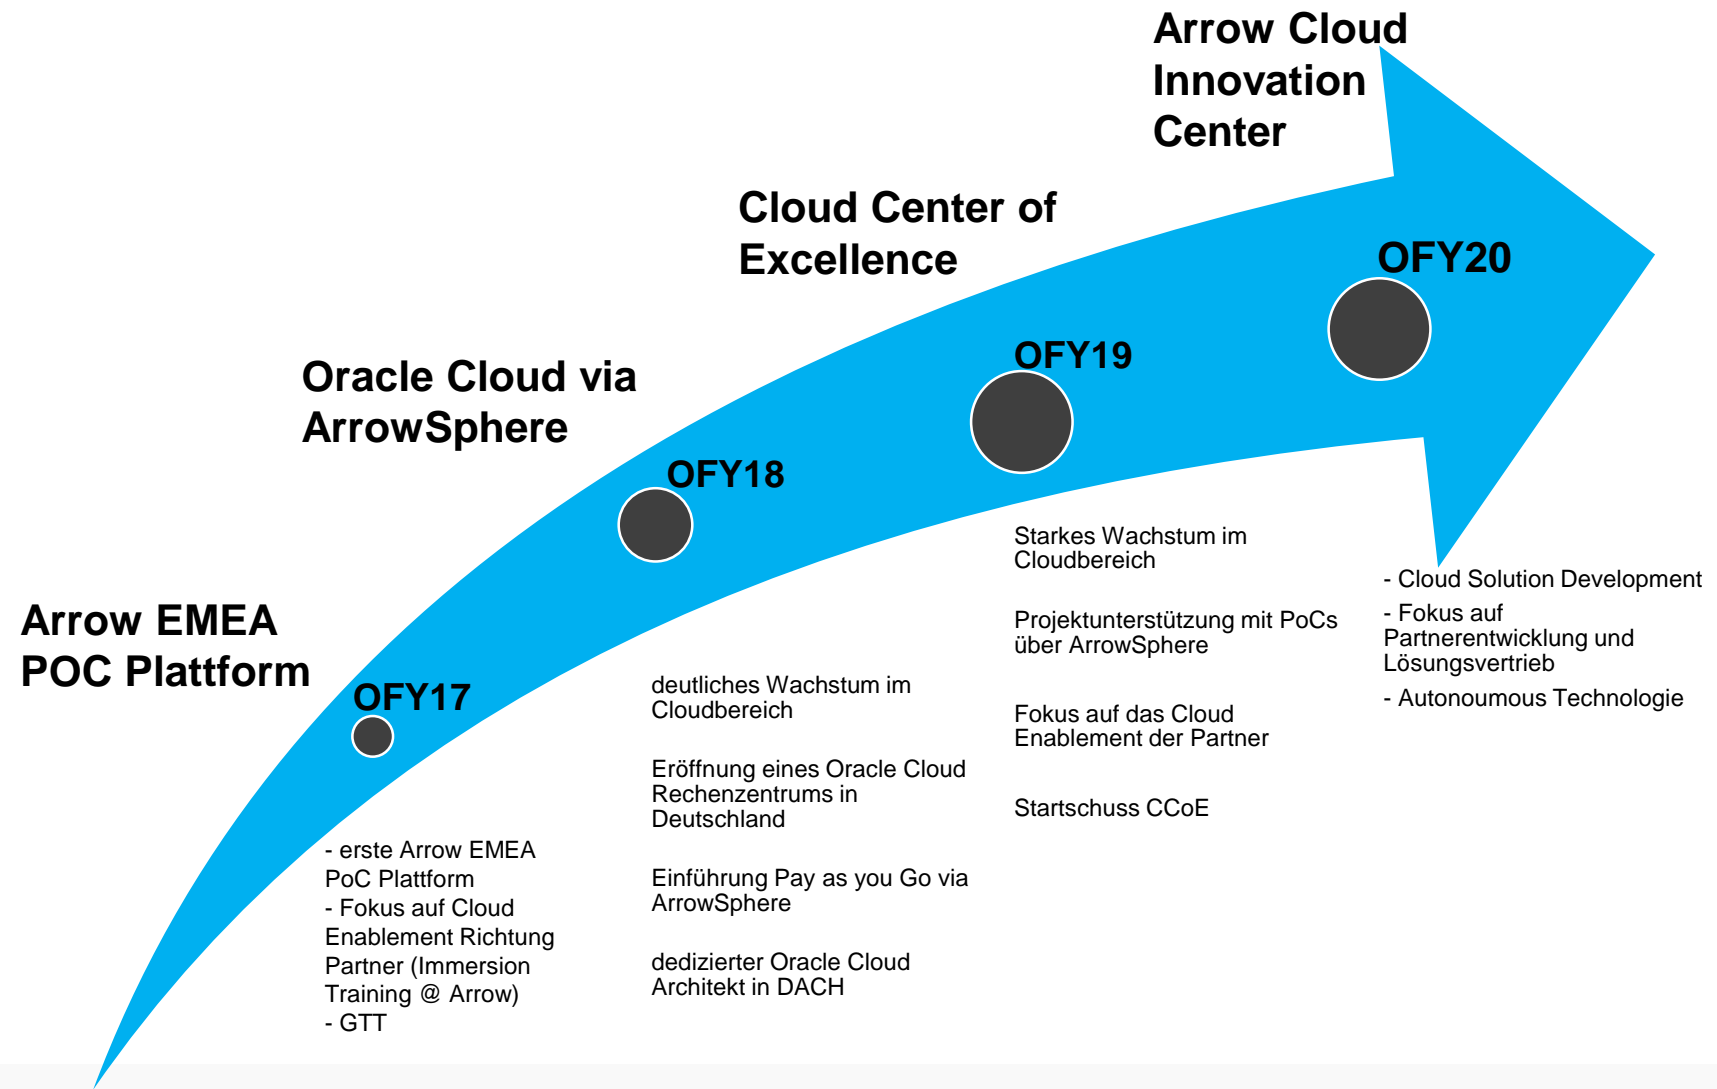 Arrow Cloud
Innovation
Center
Cloud Center of
Excellence
OFY20
OFY19
Oracle Cloud via
ArrowSphere
OFY18
Arrow EMEA
POC Plattform
OFY17
- erste Arrow EMEA
PoC Plattform
- Fokus auf Cloud
Enablement Richtung
Partner (Immersion
Training @ Arrow)
- GTT
deutliches Wachstum im
Cloudbereich
Eröffnung eines Oracle Cloud
Rechenzentrums in
Deutschland
Einführung Pay as you Go via
ArrowSphere
dedizierter Oracle Cloud
Architekt in DACH
Starkes Wachstum im
Cloudbereich
Projektunterstützung mit PoCs
über ArrowSphere
Fokus auf das Cloud
Enablement der Partner
Startschuss CCoE
- Cloud Solution Development
- Fokus auf
Partnerentwicklung und
Lösungsvertrieb
- Autonoumous Technologie